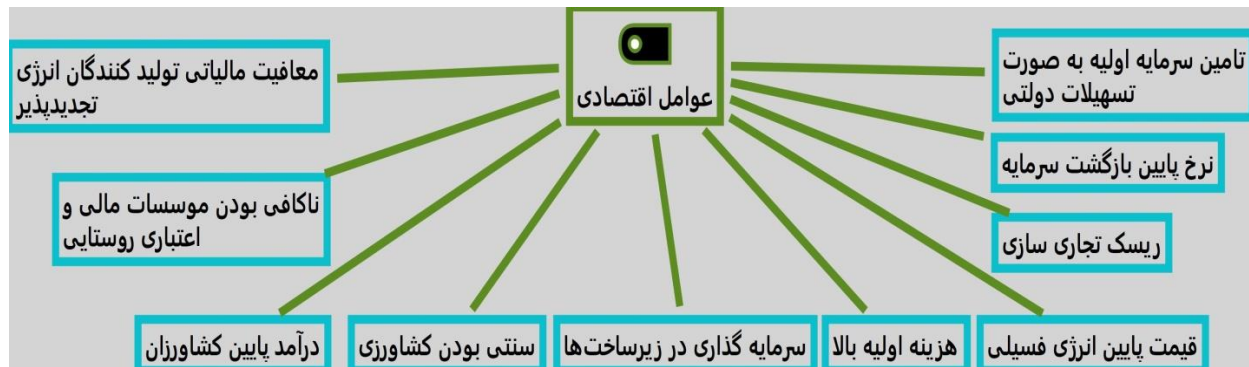 عوامل اقتصادی
تامین سرمایه اولیه به صورت
تسهیلات دولتی
نرخ پایین بازگشت سرمایه
ریسک تجاری سازی
قیمت پایین انرژی فسیلی
هزینه اولیه بالا
سرمایه گذاری در زیرساخت‌ها
سنتی بودن کشاورزی
درآمد پایین کشاورزان
ناکافی بودن موسسات مالی و
اعتباری روستایی
معافیت مالیاتی تولید کنندگان انرژی
تجدیدپذیر